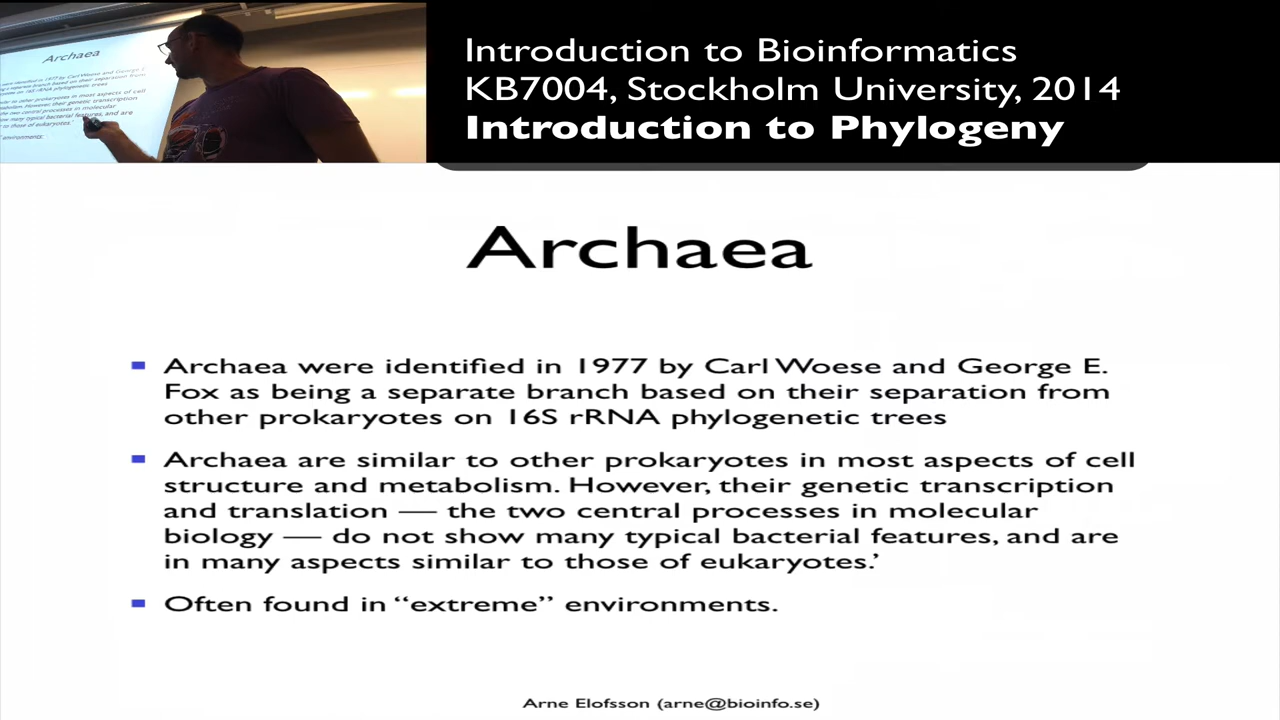 Archaea
Introduction to Bioinformatics
KB7004, Stockholm University, 2014
Introduction to Phylogeny
Archaea
▪ Archaea were identified in 1977 by Carl Woese and George E.
Fox as being a separate branch based on their separation from
other prokaryotes on 16S rRNA phylogenetic trees
▪ Archaea are similar to other prokaryotes in most aspects of cell
structure and metabolism. However, their genetic transcription
and translation — the two central processes in molecular
biology — do not show many typical bacterial features, and are
in many aspects similar to those of eukaryotes.’
▪ Often found in “extreme” environments.
Arne Elofsson (arne@bioinfo.se)